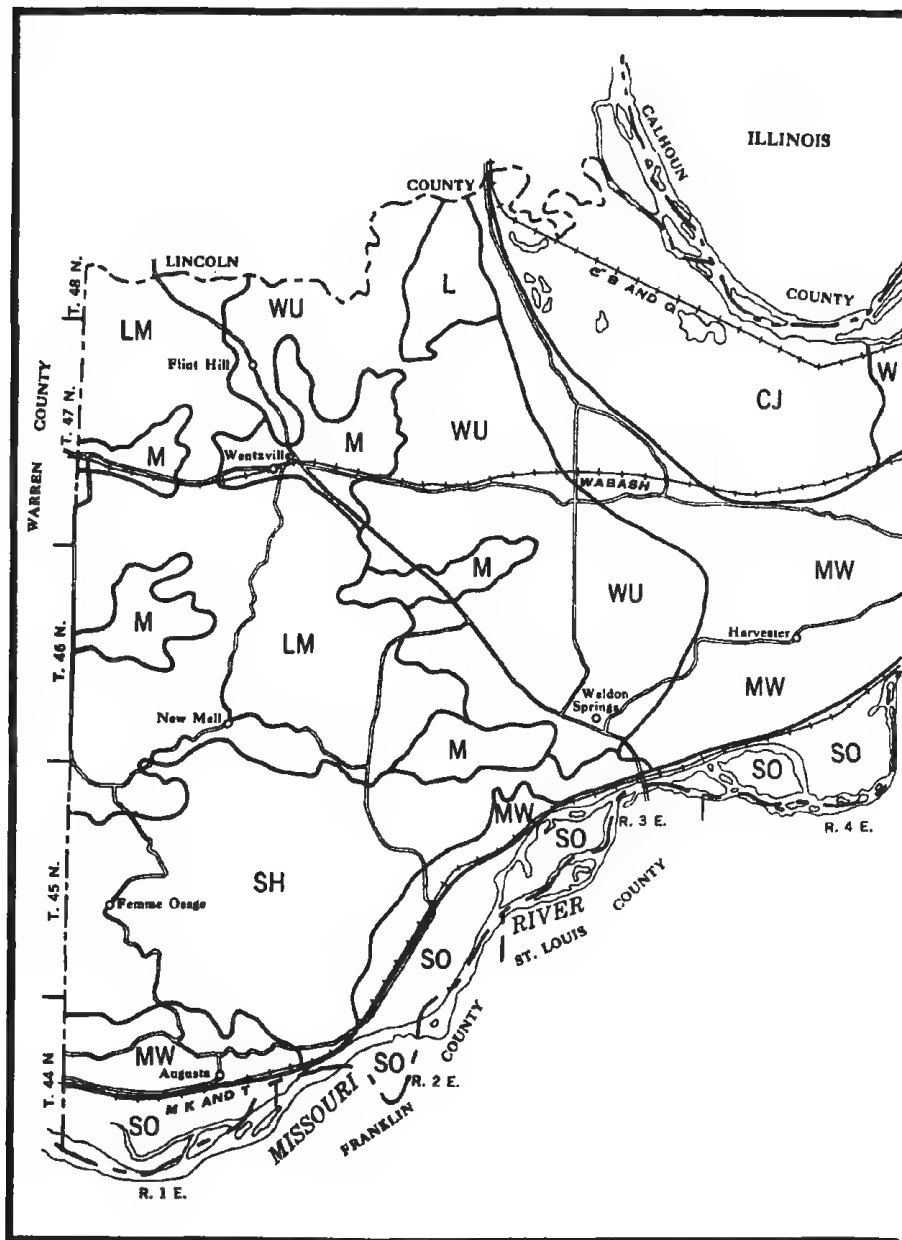 CALHOUN
ILLINOIS
COUNTY
LINCOLN
COUNTY
T. 48 N.
LM
WU
L
C B AND Q
W
Flint Hill
CJ
WARREN COUNTY
T. 47 N.
M
M
WU
Wentzville
WABASH
M
MW
M
WU
T. 46 N.
LM
Harvester
MW
New Mell
Weldon
Springs
M
SO
SO
MW
R. 3 E.
R. 4 E.
SO
SH
T. 45 N.
Femme Osage
RIVER
ST. LOUIS COUNTY
SO
MW
Augusta
SO
R. 2 E.
T. 44 N
M K AND T
MISSOURI
FRANKLIN COUNTY
SO
R. 1 E.